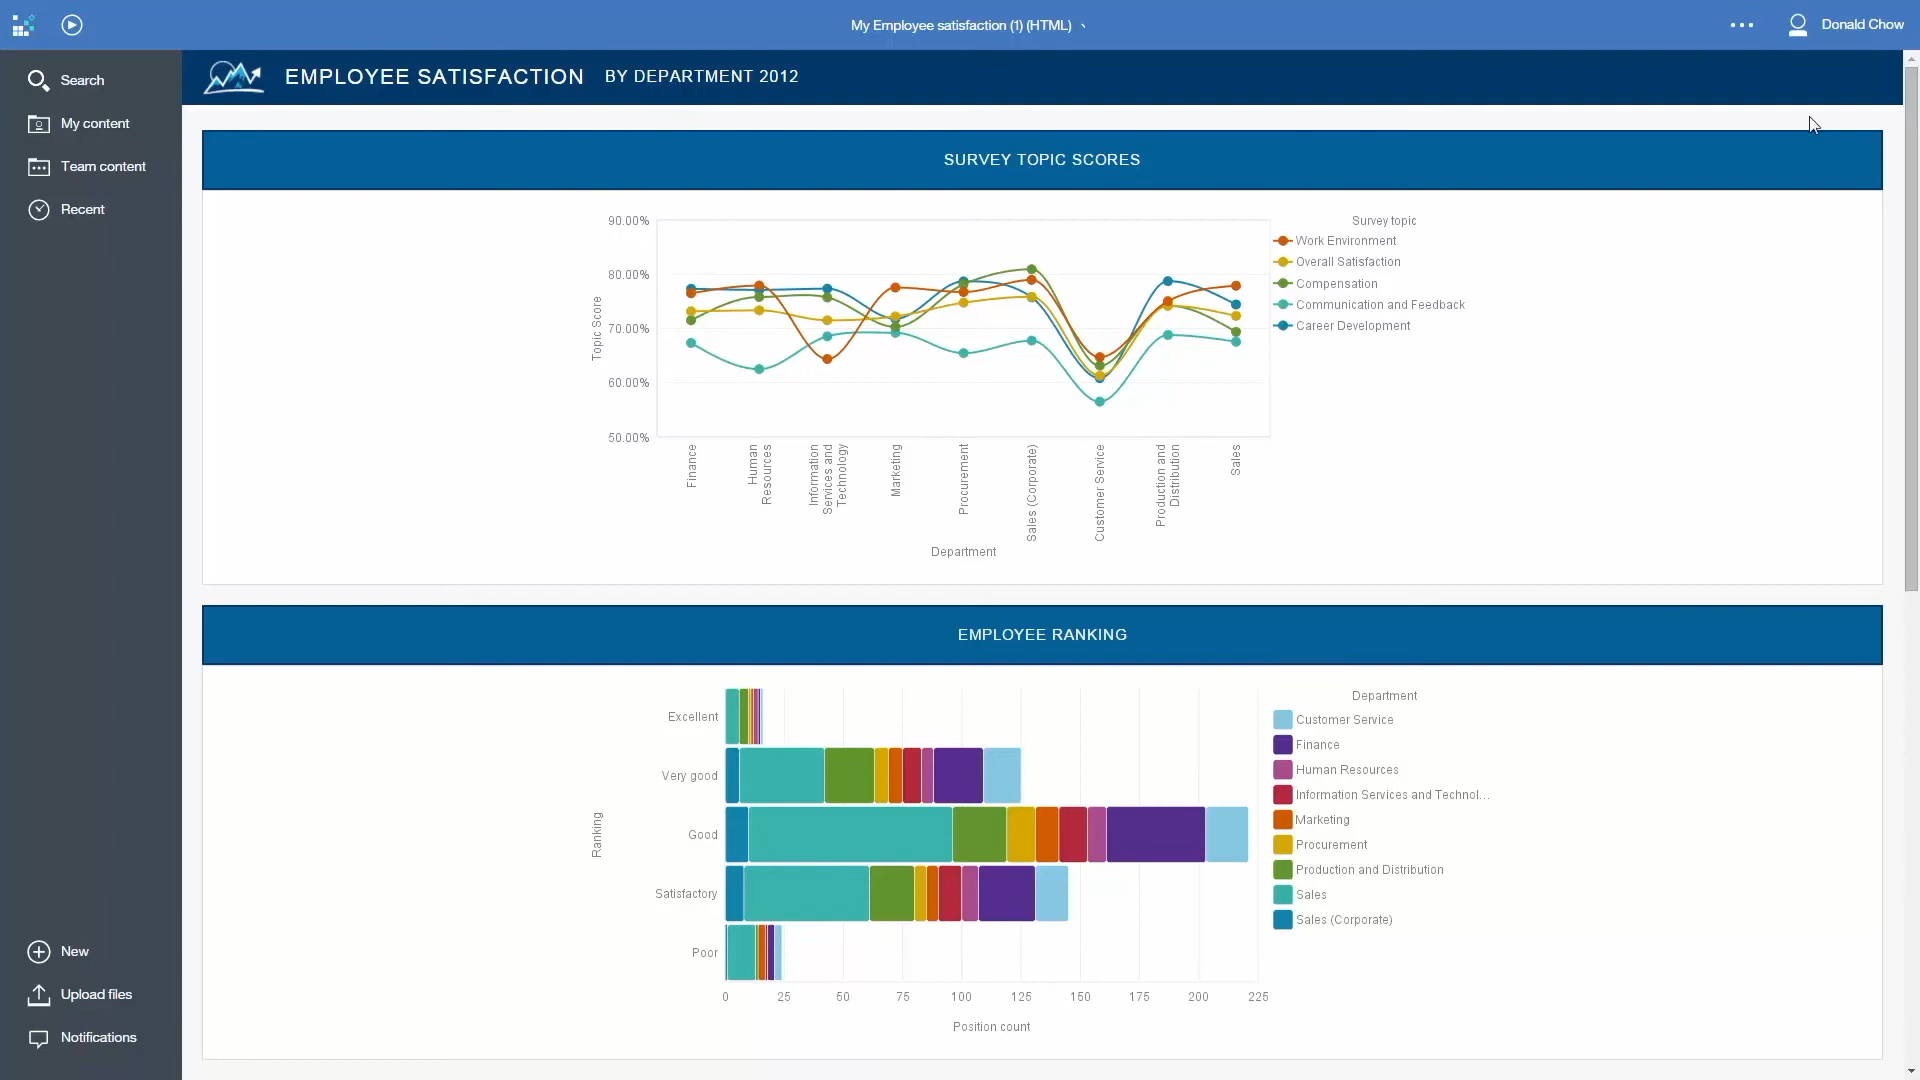 My Employee satisfaction (1) (HTML)
Donald Chow
Search
My content
Team content
Recent
New
Upload files
Notifications
EMPLOYEE SATISFACTION BY DEPARTMENT 2012
SURVEY TOPIC SCORES
90.00%
80.00%
70.00%
60.00%
50.00%
Topic Score
Finance
Human
Resources
Information
Services and
Technology
Marketing
Procurement
Sales (Corporate)
Customer Service
Production and
Distribution
Sales
Department
Survey topic
Work Environment
Overall Satisfaction
Compensation
Communication and Feedback
Career Development
EMPLOYEE RANKING
Ranking
Excellent
Very good
Good
Satisfactory
Poor
0 25 50 75 100 125 150 175 200 225
Position count
Department
Customer Service
Finance
Human Resources
Information Services and Technol...
Marketing
Procurement
Production and Distribution
Sales
Sales (Corporate)